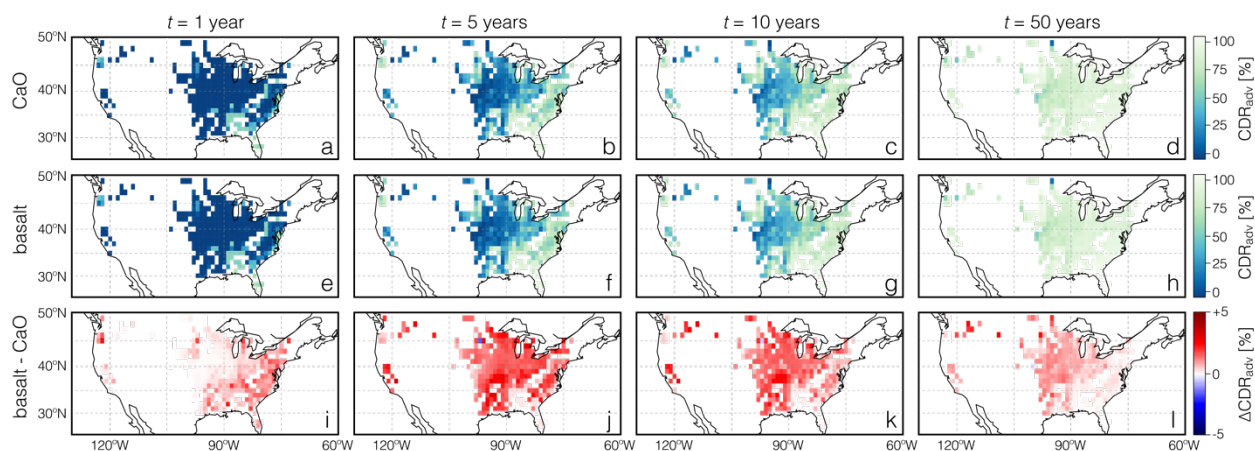 t = 1 year
t = 5 years
t = 10 years
t = 50 years
CaO
50°N
40°N
30°N
a
b
c
d
100
75
50
25
0
CDRadv [%]
basalt
50°N
40°N
30°N
e
f
g
h
100
75
50
25
0
CDRadv [%]
basalt - CaO
50°N
40°N
30°N
i
j
k
l
+5
0
-5
ΔCDRadv [%]
120°W
90°W
60°W
120°W
90°W
60°W
120°W
90°W
60°W
120°W
90°W
60°W